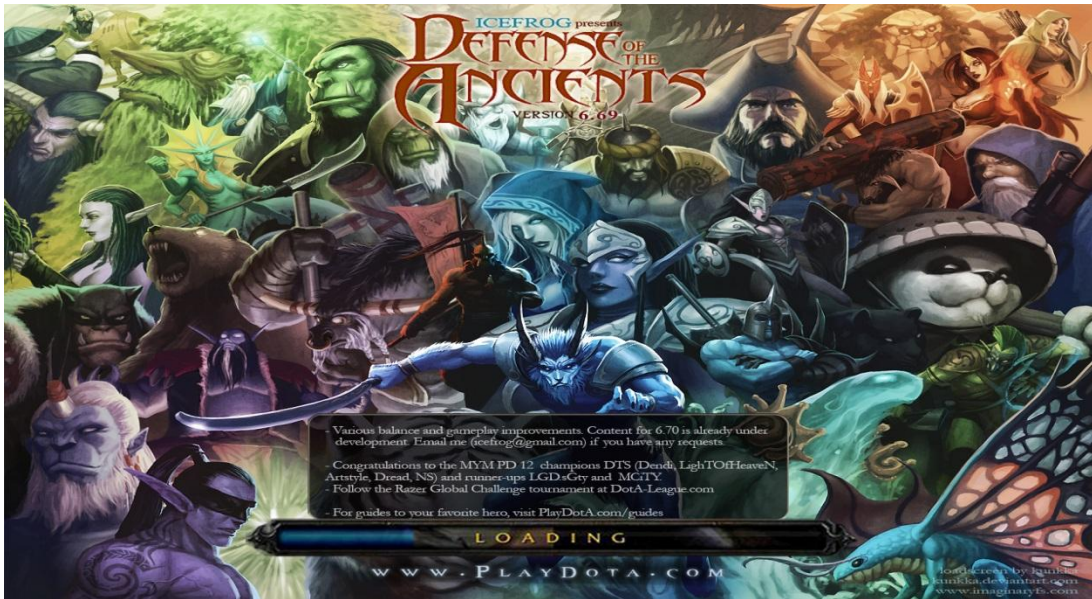 ICEFROG presents
DEFENSE OF THE
ANCIENTS
VERSION 6.69
- Various balance and gameplay improvements. Content for 6.70 is already under
development. Email me (icefrog@gmail.com) if you have any requests.
- Congratulations to the MYM PD 12 champions DTS (Dendi, LighTOfHeaveN,
Artstyle, Dread, NS) and runner-ups LGD.sGty and MGTY.
- Follow the Razer Global Challenge tournament at DotA-League.com
- For guides to your favorite hero, visit PlayDotA.com/guides
LOADING
WWW.PLAYDOTA.COM
loadscreen by kunkka
kunkka.deviantart.com
www.imaginaryfs.com